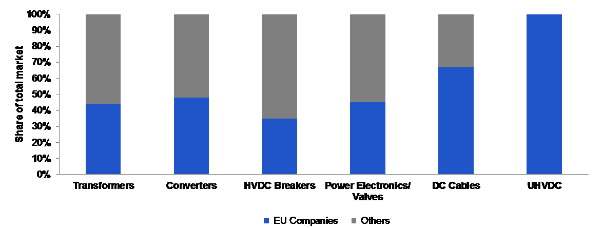 Share of total market
100%
90%
80%
70%
60%
50%
40%
30%
20%
10%
0%
Transformers
Converters
HVDC Breakers
Power Electronics/
Valves
DC Cables
UHVDC
EU Companies
Others